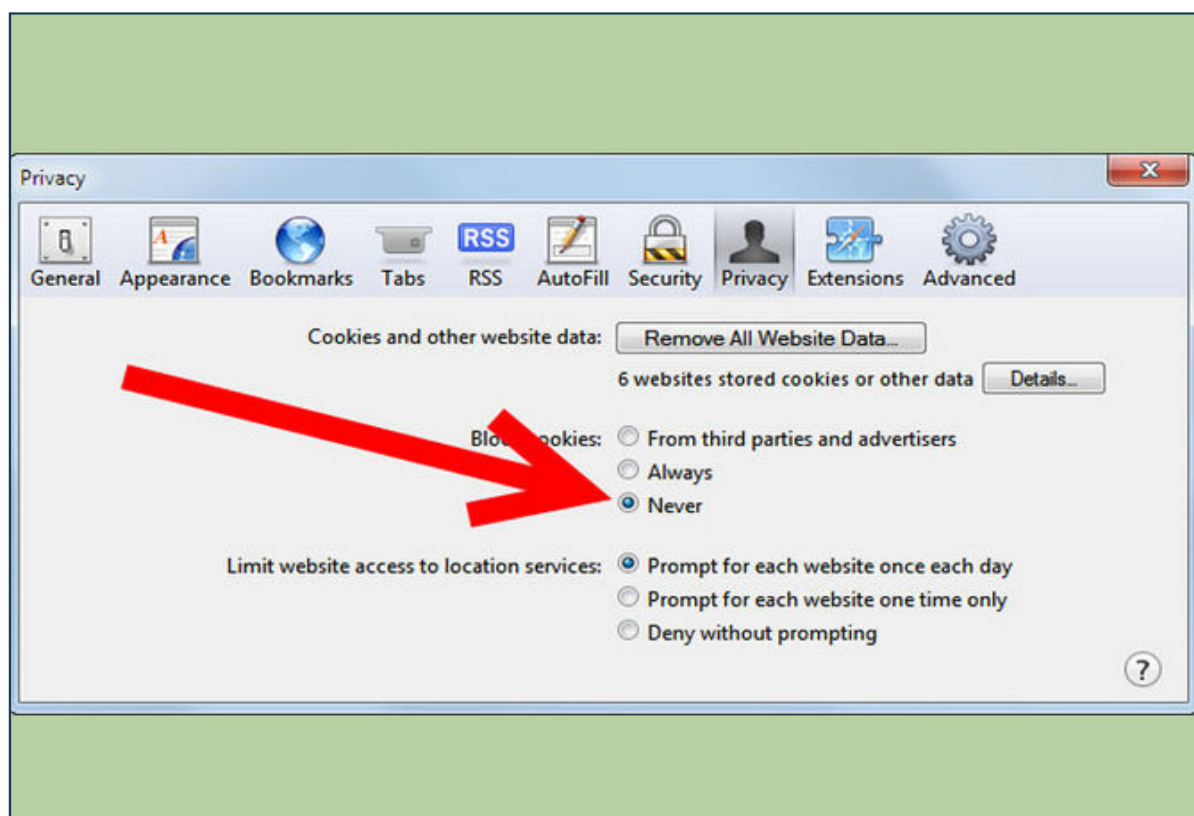 Privacy
General Appearance Bookmarks Tabs RSS AutoFill Security Privacy Extensions Advanced
RSS
Cookies and other website data: Remove All Website Data...
6 websites stored cookies or other data Details...
cookies: From third parties and advertisers
Always
Never
Limit website access to location services: Prompt for each website once each day
Prompt for each website one time only
Deny without prompting
?